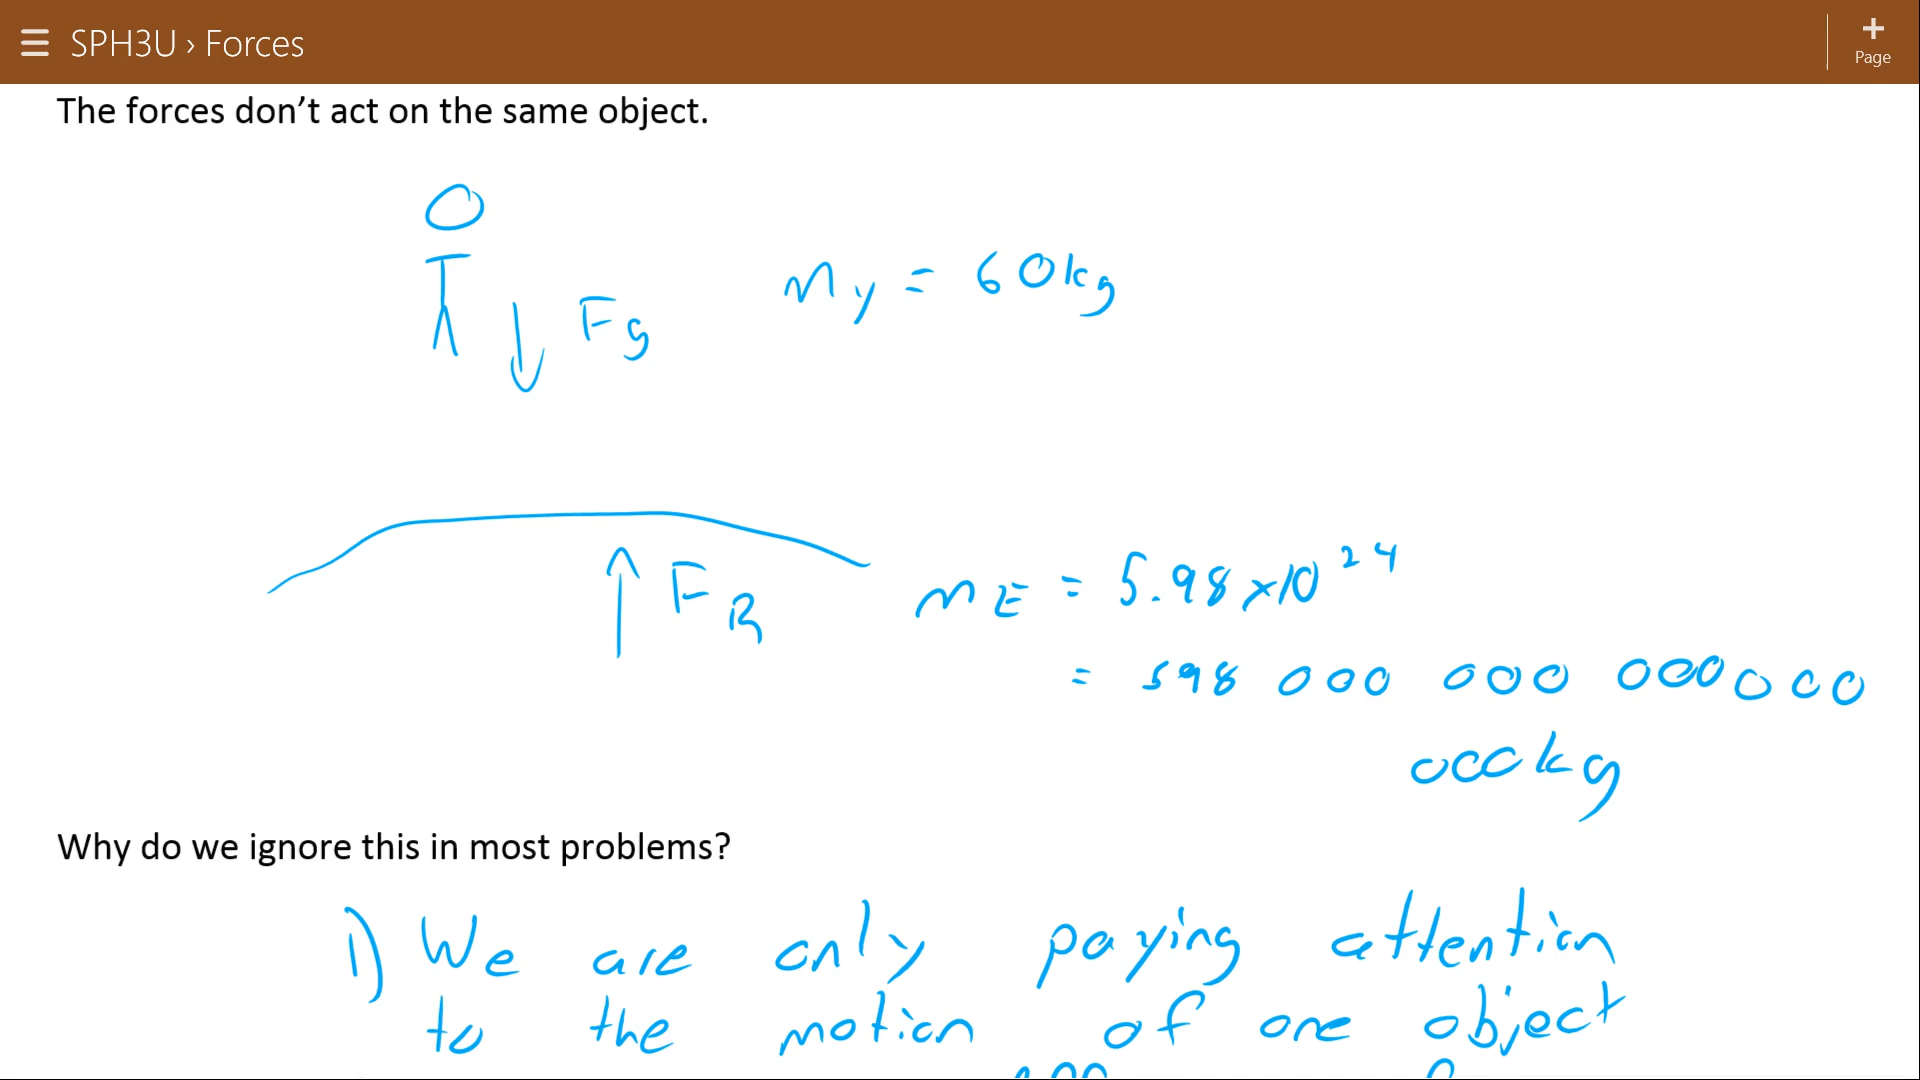 SPH3U › Forces
+
Page
The forces don’t act on the same object.
Fg
my = 60kg
FR
mE = 5.98 x10^24
= 598 000 000 000 000
000kg
Why do we ignore this in most problems?
1) We are only paying attention
to the motion of one object